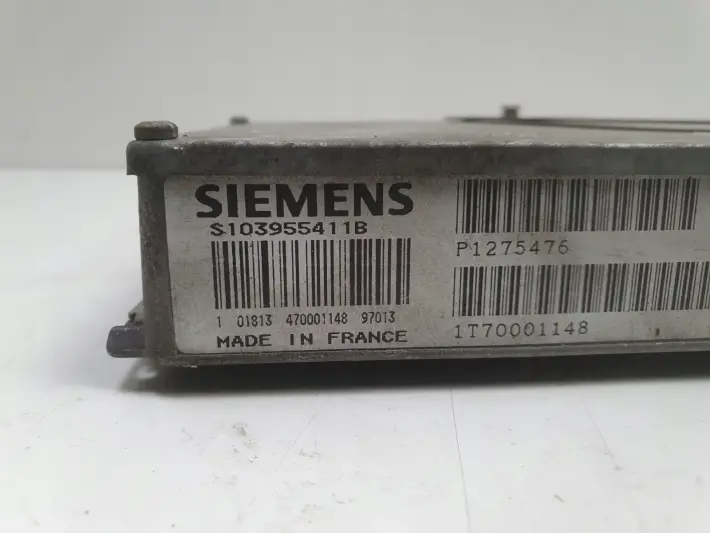 SIEMENS
S103955411B
1 01813 470001148 97013
MADE IN FRANCE
P1275476
1T70001148